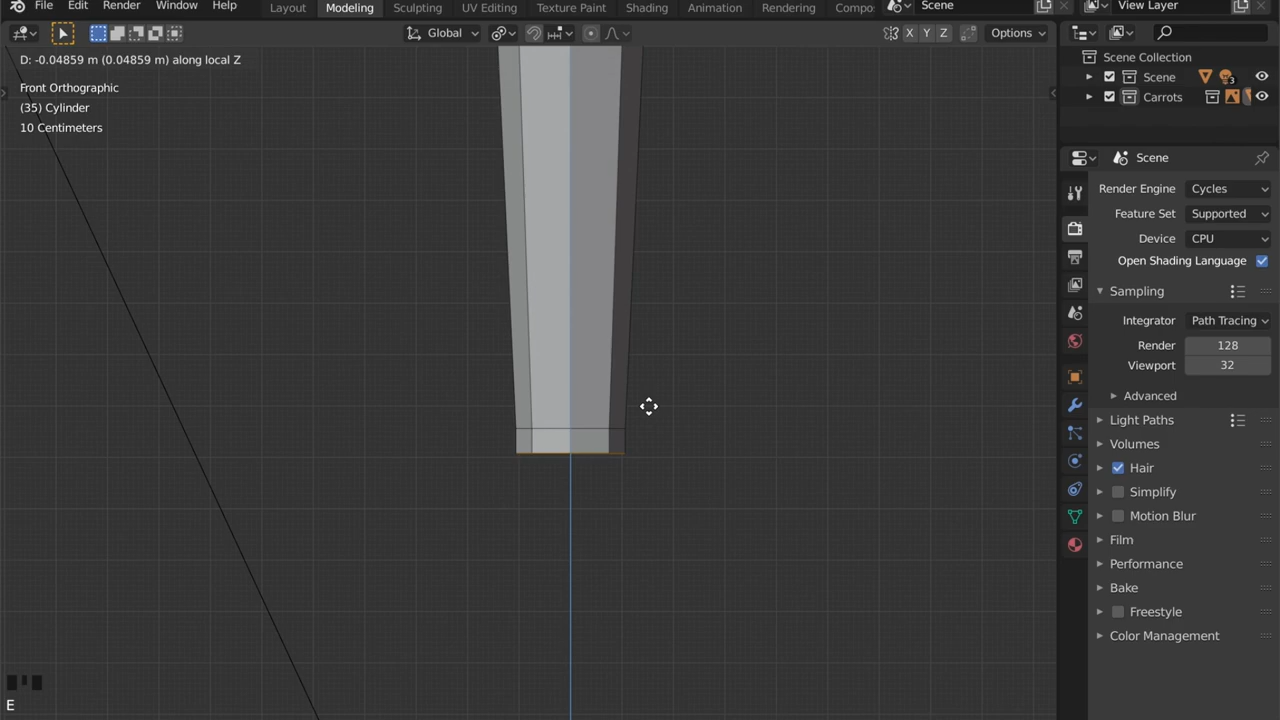 File Edit Render Window Help
Layout Modeling Sculpting UV Editing Texture Paint Shading Animation Rendering Compo
Scene
View Layer
Global
X Y Z
Options
D: -0.04859 m (0.04859 m) along local Z
Front Orthographic
(35) Cylinder
10 Centimeters
E
Scene Collection
Scene
3
Carrots
Scene
Render Engine Cycles
Feature Set Supported
Device CPU
Open Shading Language
Sampling
Integrator Path Tracing
Render 128
Viewport 32
Advanced
Light Paths
Volumes
Hair
Simplify
Motion Blur
Film
Performance
Bake
Freestyle
Color Management